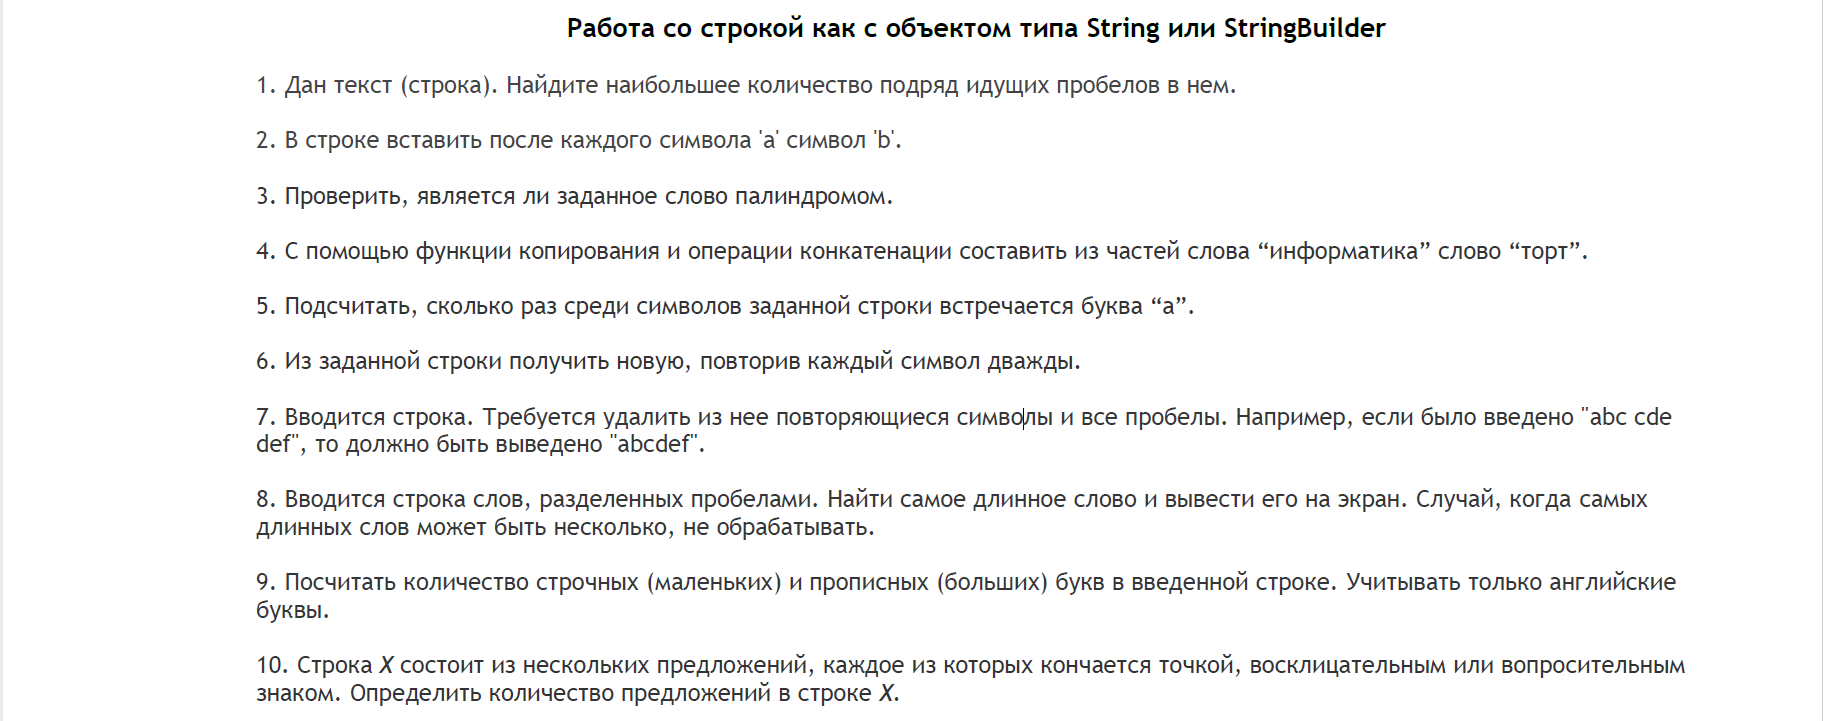 Работа со строкой как с объектом типа String или StringBuilder
1. Дан текст (строка). Найдите наибольшее количество подряд идущих пробелов в нем.
2. В строке вставить после каждого символа 'a' символ 'b'.
3. Проверить, является ли заданное слово палиндромом.
4. С помощью функции копирования и операции конкатенации составить из частей слова “информатика” слово “торт”.
5. Подсчитать, сколько раз среди символов заданной строки встречается буква “а”.
6. Из заданной строки получить новую, повторив каждый символ дважды.
7. Вводится строка. Требуется удалить из нее повторяющиеся символы и все пробелы. Например, если было введено "abc cde
def", то должно быть выведено "abcdef".
8. Вводится строка слов, разделенных пробелами. Найти самое длинное слово и вывести его на экран. Случай, когда самых
длинных слов может быть несколько, не обрабатывать.
9. Посчитать количество строчных (маленьких) и прописных (больших) букв в введенной строке. Учитывать только английские
буквы.
10. Строка X состоит из нескольких предложений, каждое из которых кончается точкой, восклицательным или вопросительным
знаком. Определить количество предложений в строке X.